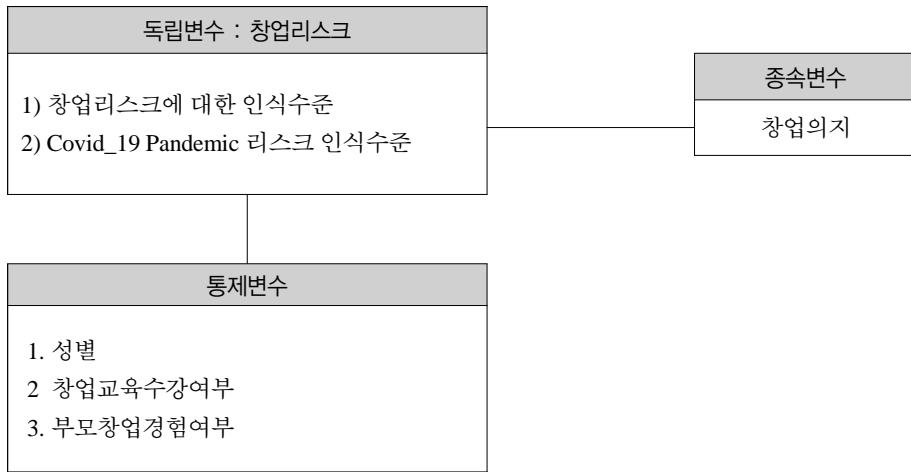 독립변수 : 창업리스크
1) 창업리스크에 대한 인식수준
2) Covid_19 Pandemic 리스크 인식수준
종속변수
창업의지
통제변수
1. 성별
2 창업교육수강여부
3. 부모창업경험여부